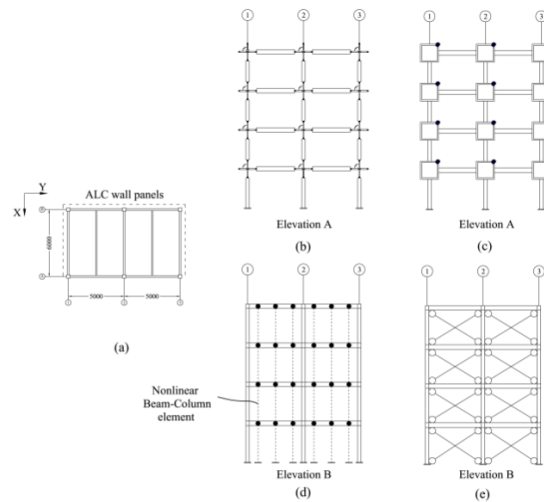 1 2 3
Elevation A
(b)
1 2 3
Elevation A
(c)
Y
X
ALC wall panels
6000
5000 5000
1 2 3
(a)
1 2 3
Nonlinear
Beam-Column
element
Elevation B
(d)
1 2 3
Elevation B
(e)